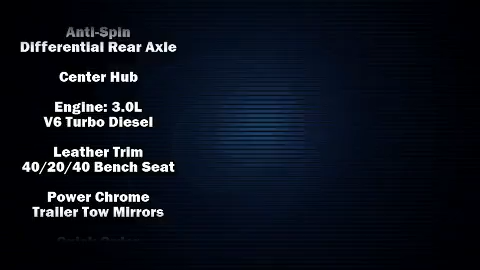 Anti-Spin
Differential Rear Axle
Center Hub
Engine: 3.0L
V6 Turbo Diesel
Leather Trim
40/20/40 Bench Seat
Power Chrome
Trailer Tow Mirrors